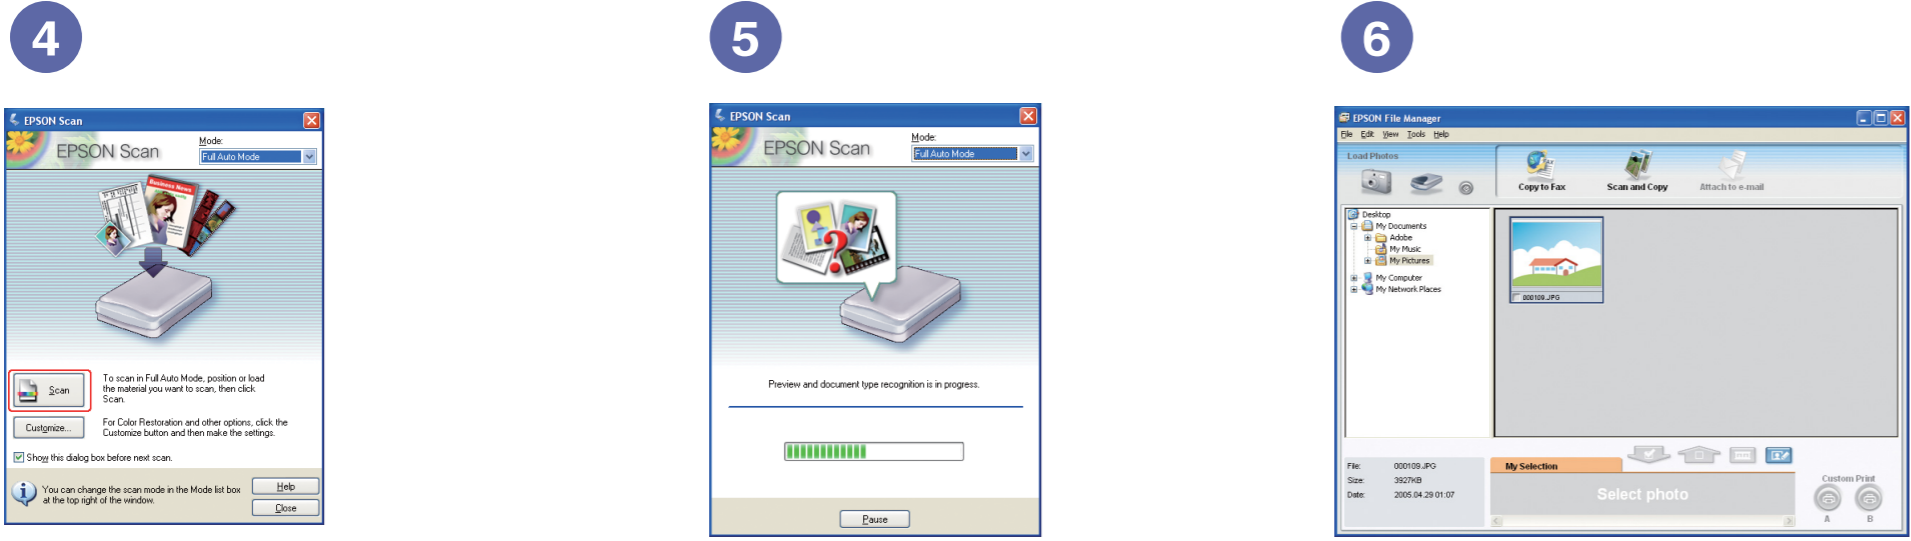 4
EPSON Scan
EPSON Scan
Mode:
Full Auto Mode
Business News
Scan
To scan in Full Auto Mode, position or load
the material you want to scan, then click
Scan.
Customize...
For Color Restoration and other options, click the
Customize button and then make the settings.
Show this dialog box before next scan.
You can change the scan mode in the Mode list box
at the top right of the window.
Help
Close
5
EPSON Scan
EPSON Scan
Mode:
Full Auto Mode
?
Preview and document type recognition is in progress.
Pause
6
EPSON File Manager
File Edit View Tools Help
Load Photos
Copy to Fax
Scan and Copy
Attach to e-mail
Desktop
My Documents
Adobe
My Music
My Pictures
My Computer
My Network Places
000109.JPG
File: 000109.JPG
Size: 3927KB
Date: 2005.04.29 01:07
My Selection
Select photo
Custom Print
A B